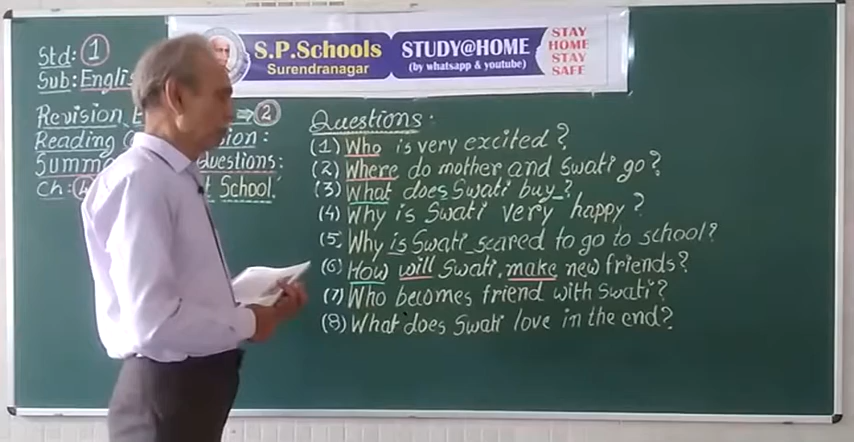 S.P.Schools
Surendranagar
STUDY@HOME
(by whatsapp & youtube)
STAY
HOME
STAY
SAFE
Std: 1
Sub: English
Revision 2
Reading
Questions:
Ch: School.
Questions:
(1) Who is very excited?
(2) Where do mother and Swati go?
(3) What does Swati buy_?
(4) Why is Swati very happy?
(5) Why is Swati scared to go to school?
(6) How will Swati make new friends?
(7) Who becomes friend with Swati?
(8) What does Swati love in the end?